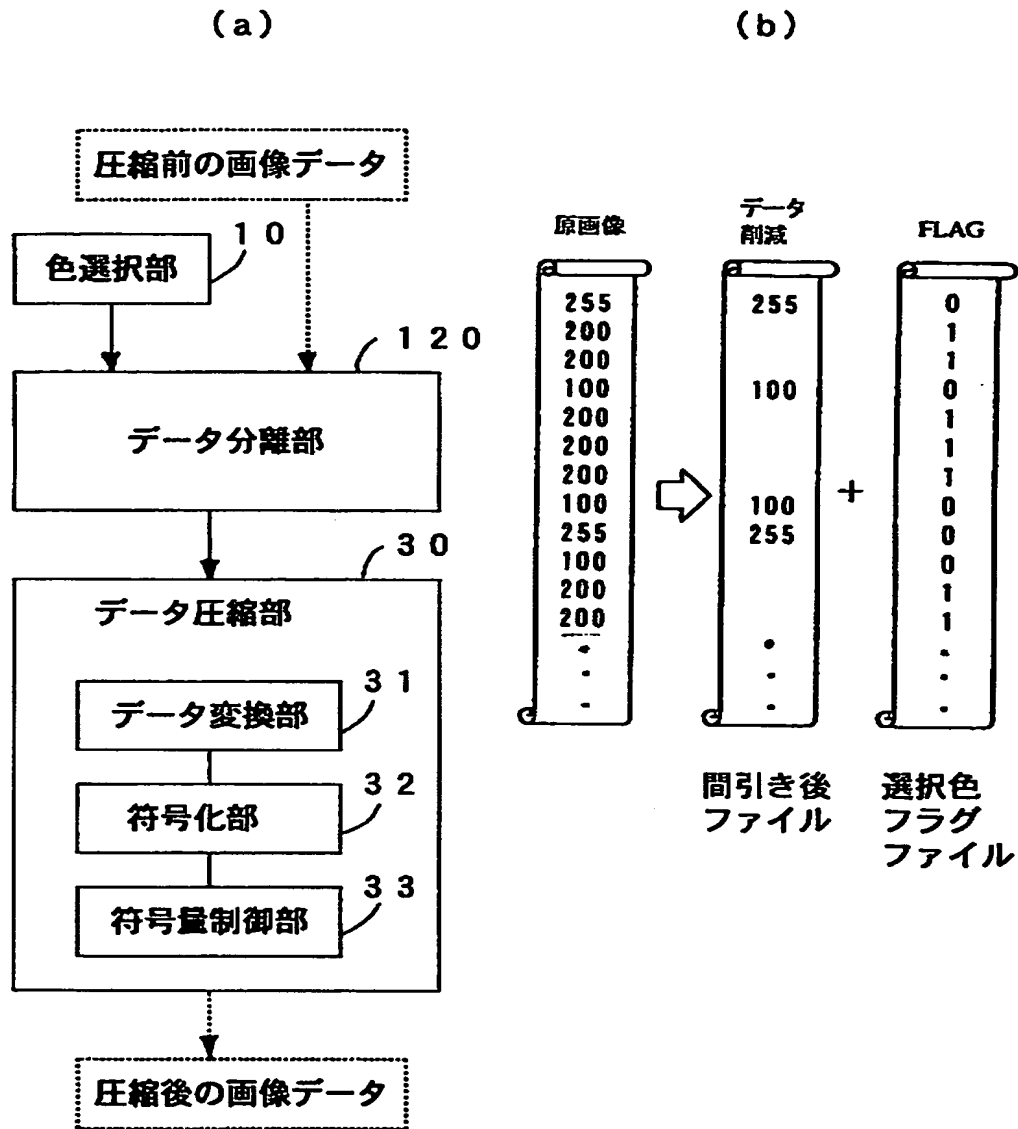 (a)
圧縮前の画像データ
色選択部
10
120
データ分離部
30
データ圧縮部
31
データ変換部
32
符号化部
33
符号量制御部
圧縮後の画像データ
(b)
原画像
255
200
200
100
200
200
200
100
255
100
200
200
データ
削減
255
100
100
255
+
FLAG
0
1
1
0
1
1
1
0
0
0
1
1
間引き後
ファイル
選択色
フラグ
ファイル